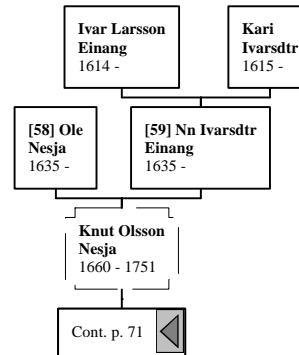 Ivar Larsson
Einang
1614 -
Kari
Ivarsdtr
1615 -
[58] Ole
Nesja
1635 -
[59] Nn Ivarsdtr
Einang
1635 -
Knut Olsson
Nesja
1660 - 1751
Cont. p. 71